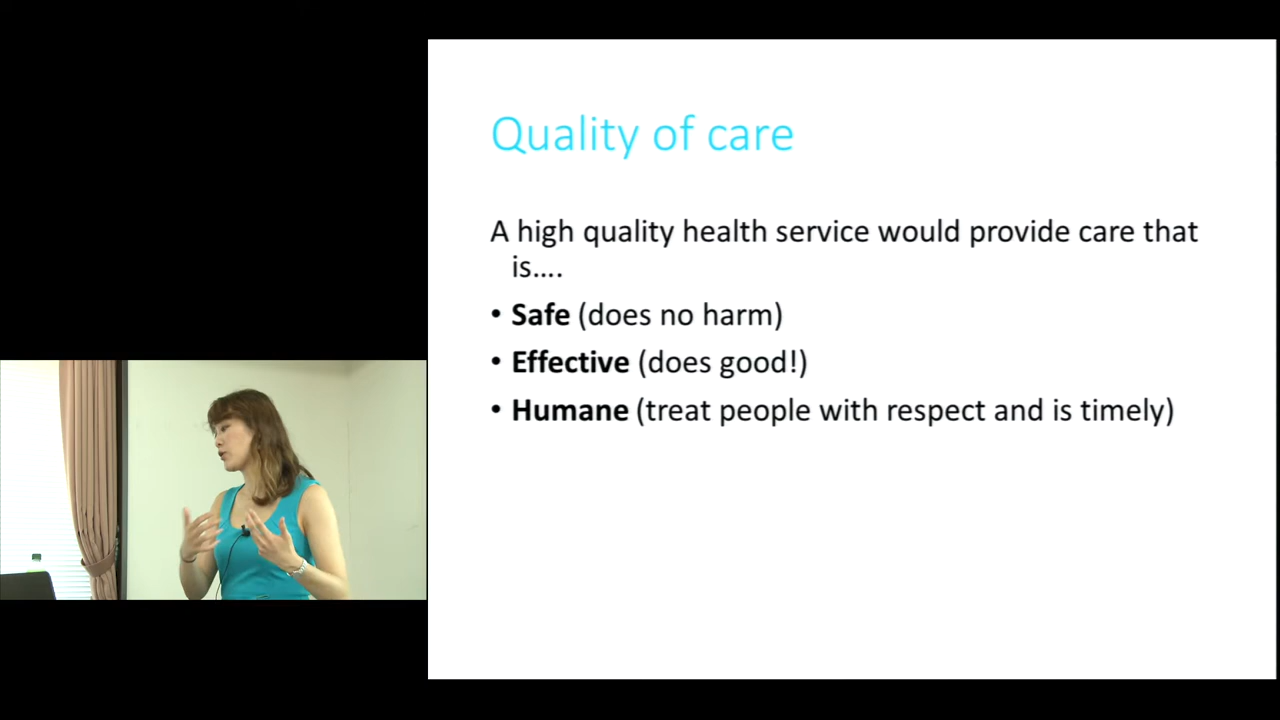 Quality of care
A high quality health service would provide care that
is....
• Safe (does no harm)
• Effective (does good!)
• Humane (treat people with respect and is timely)